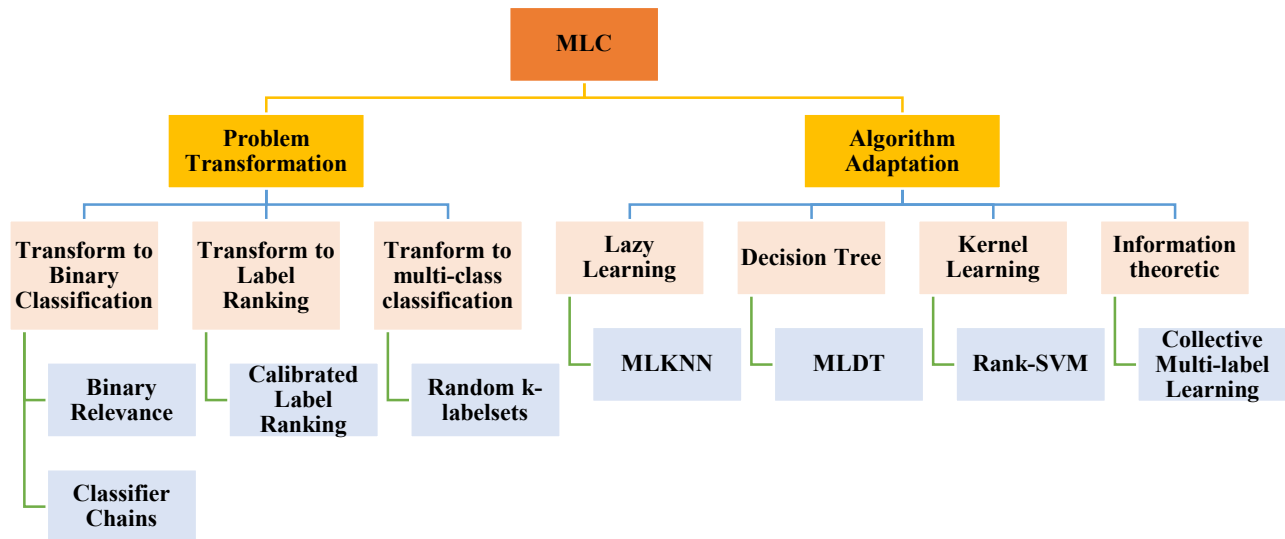 MLC
Problem
Transformation
Algorithm
Adaptation
Transform to
Binary
Classification
Transform to
Label
Ranking
Tranform to
multi-class
classification
Lazy
Learning
Decision Tree
Kernel
Learning
Information
theoretic
Binary
Relevance
Calibrated
Label
Ranking
Random k-
labelsets
MLKNN
MLDT
Rank-SVM
Collective
Multi-label
Learning
Classifier
Chains